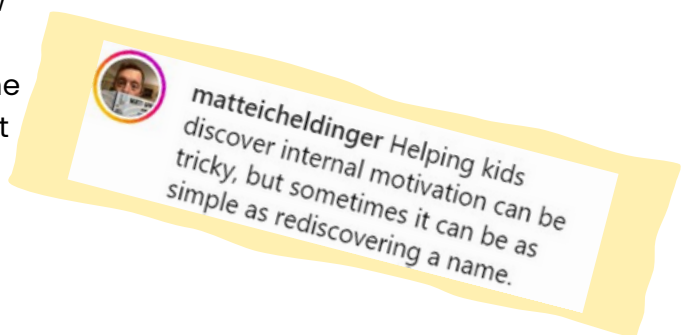 matteicheldinger Helping kids
discover internal motivation can be
tricky, but sometimes it can be as
simple as rediscovering a name.